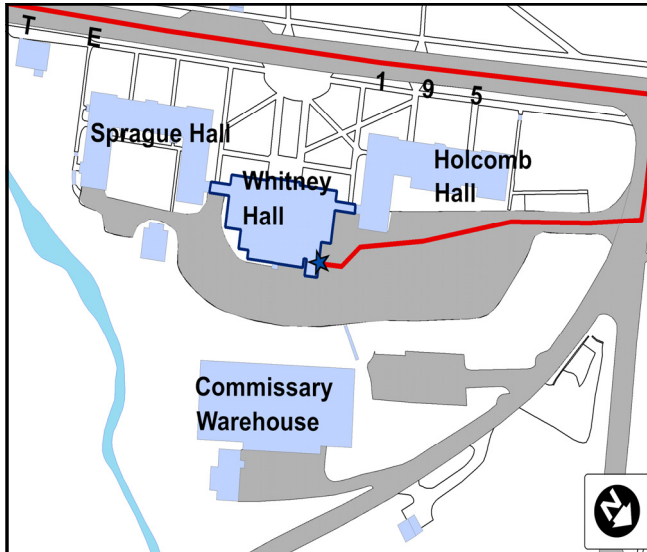 T E 1 9 5
Sprague Hall
Whitney
Hall
Holcomb
Hall
Commissary
Warehouse
N